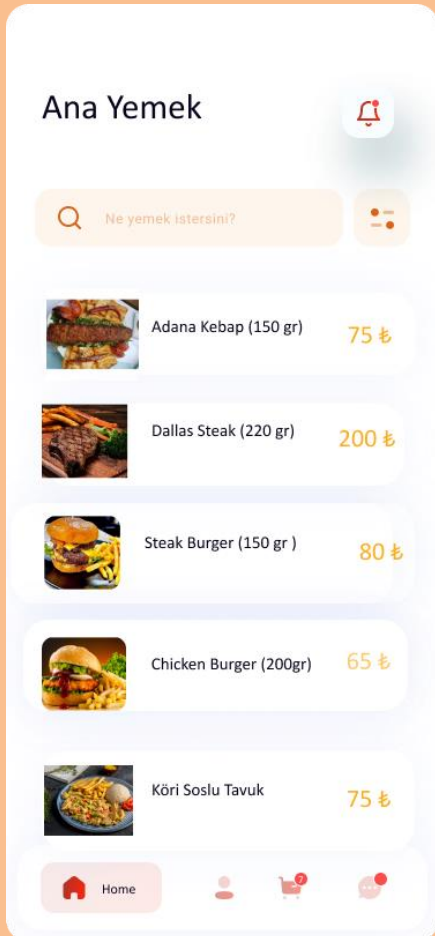 Ana Yemek
Ne yemek istersini?
Adana Kebap (150 gr)
75 ₺
Dallas Steak (220 gr)
200 ₺
Steak Burger (150 gr )
80 ₺
Chicken Burger (200gr)
65 ₺
Köri Soslu Tavuk
75 ₺
Home
7